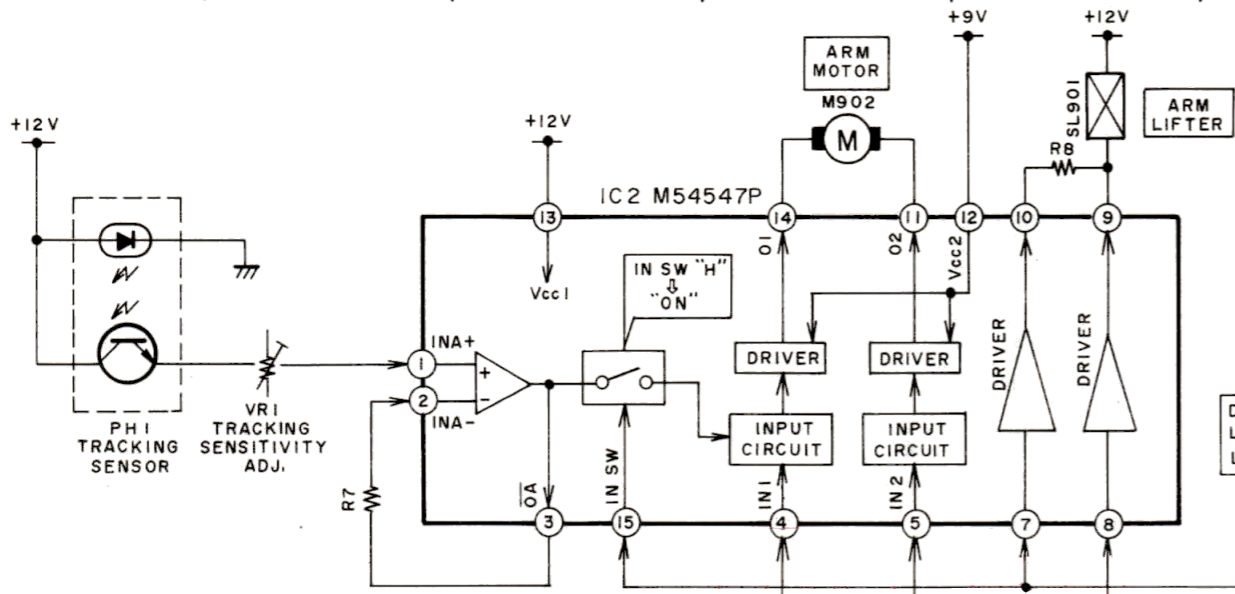 +9V
+12V
ARM
MOTOR
M902
M
SL901
ARM
LIFTER
R8
+12V
+12V
IC2 M54547P
13
14
11
12
10
9
Vcc1
O1
O2
Vcc2
IN SW "H"
⇩
"ON"
1
INA+
+
2
INA-
-
DRIVER
DRIVER
DRIVER
DRIVER
INPUT
CIRCUIT
INPUT
CIRCUIT
PH1
TRACKING
SENSOR
VR1
TRACKING
SENSITIVITY
ADJ.
R7
OA
IN SW
IN1
IN2
3
15
4
5
7
8
D
L
L